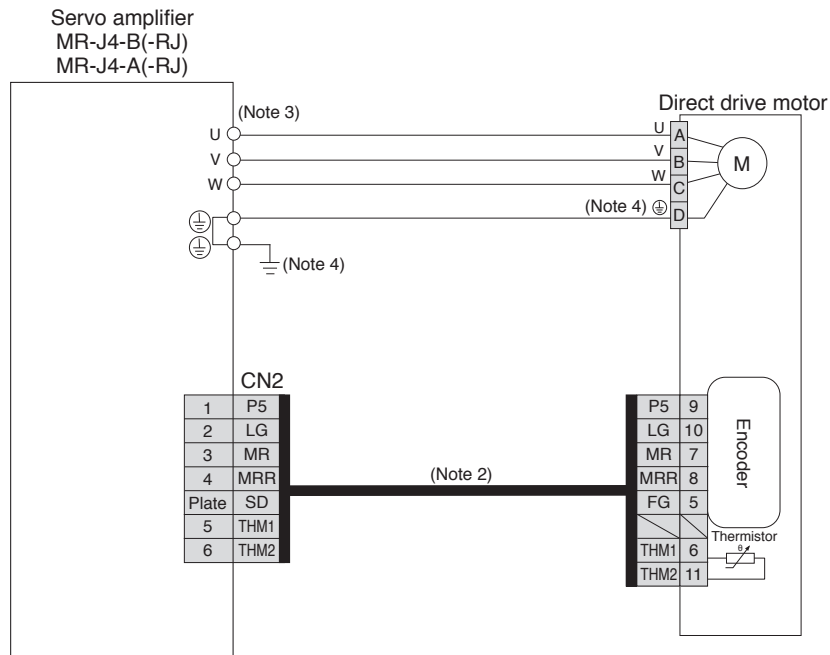 Servo amplifier
MR-J4-B(-RJ)
MR-J4-A(-RJ)
(Note 3)
Direct drive motor
U U A
V V B
W W C
M
(Note 4) D
(Note 4)
CN2
1 P5
2 LG
3 MR
4 MRR
Plate SD
5 THM1
6 THM2
(Note 2)
P5 9
LG 10
MR 7
MRR 8
FG 5
THM1 6
THM2 11
Encoder
Thermistor
θ